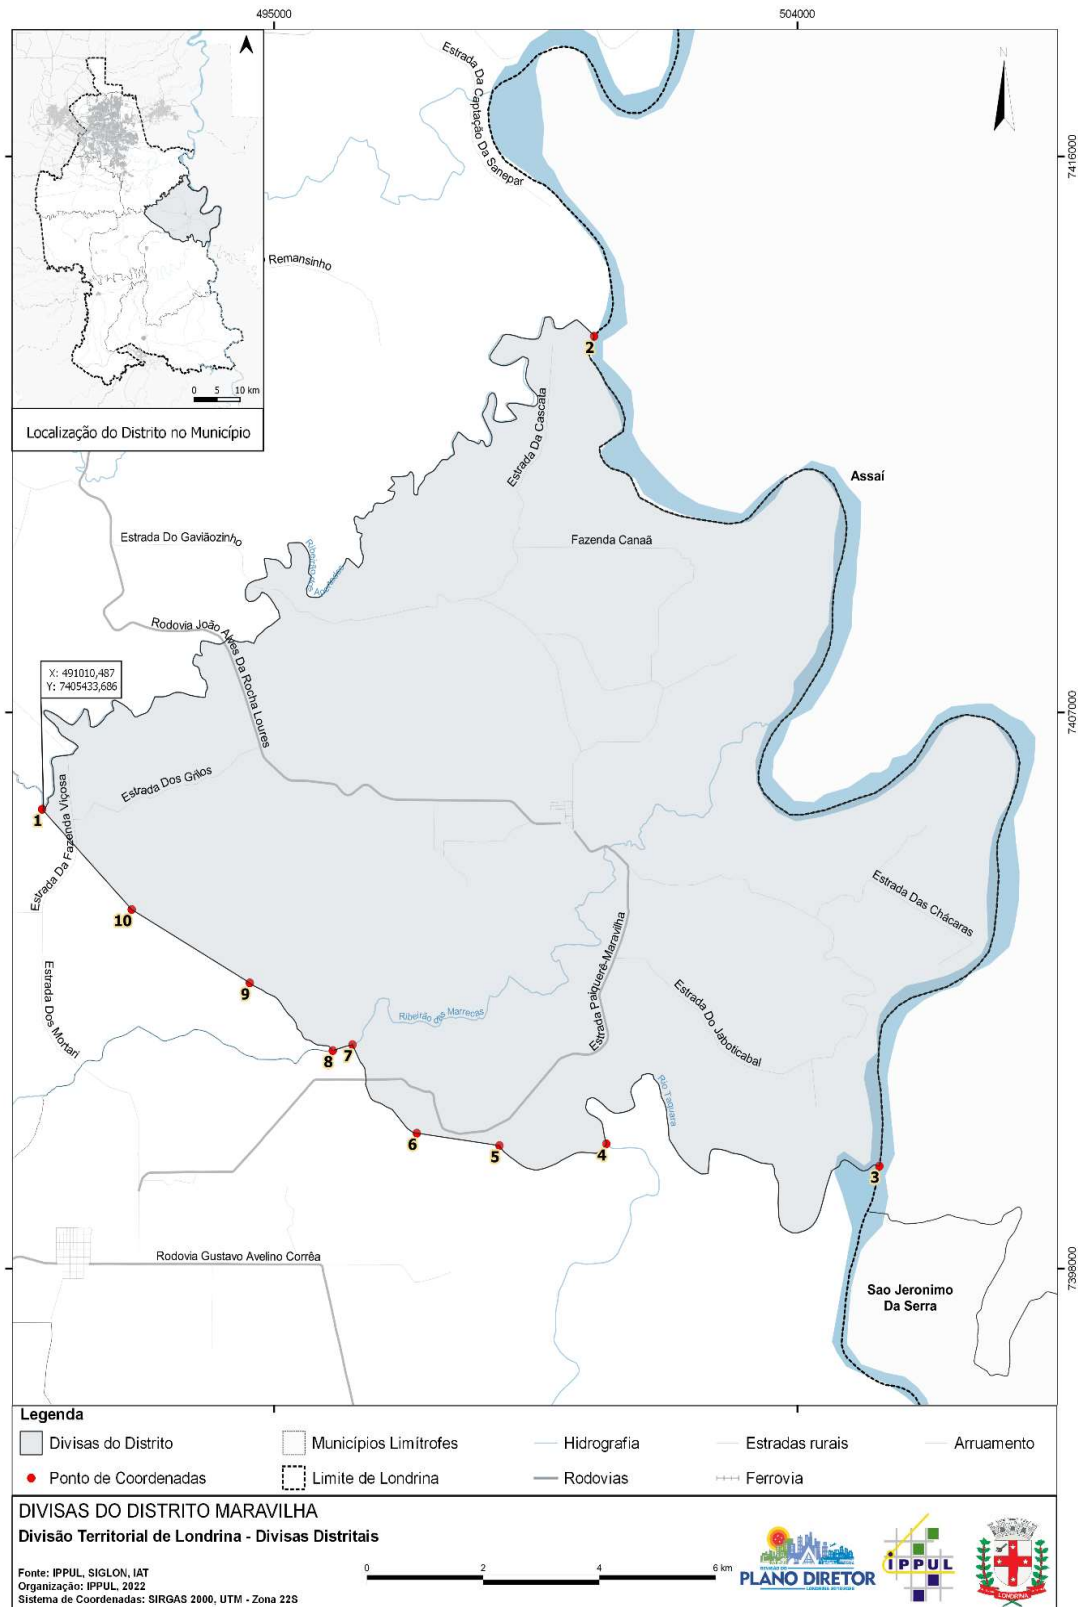 495000
504000
7416000
7407000
7398000
0 5 10 km
Localização do Distrito no Município
N
Estrada Da Captação Da Sanepar
Remansinho
2
Estrada Da Cascata
Assaí
Estrada Do Gaviãozinho
Fazenda Canaã
Rodovia João Alves Da Rocha Loures
X: 491010,487
Y: 7405433,686
Estrada Dos Grilos
1
Estrada Da Fazenda Viçosa
10
Estrada Das Chácaras
Estrada Paiquerê-Maravilha
9
Estrada Dos Mortari
Ribeirão das Marrecas
Estrada Do Jaboticabal
8
7
Rio Taquara
6
5
4
3
Rodovia Gustavo Avelino Corrêa
Sao Jeronimo
Da Serra
Legenda
Divisas do Distrito
Municípios Limítrofes
Hidrografia
Estradas rurais
Arruamento
Ponto de Coordenadas
Limite de Londrina
Rodovias
Ferrovia
DIVISAS DO DISTRITO MARAVILHA
Divisão Territorial de Londrina - Divisas Distritais
Fonte: IPPUL, SIGLON, IAT
Organização: IPPUL, 2022
Sistema de Coordenadas: SIRGAS 2000, UTM - Zona 22S
0 2 4 6 km
PLANO DIRETOR
IPPUL
LONDRINA